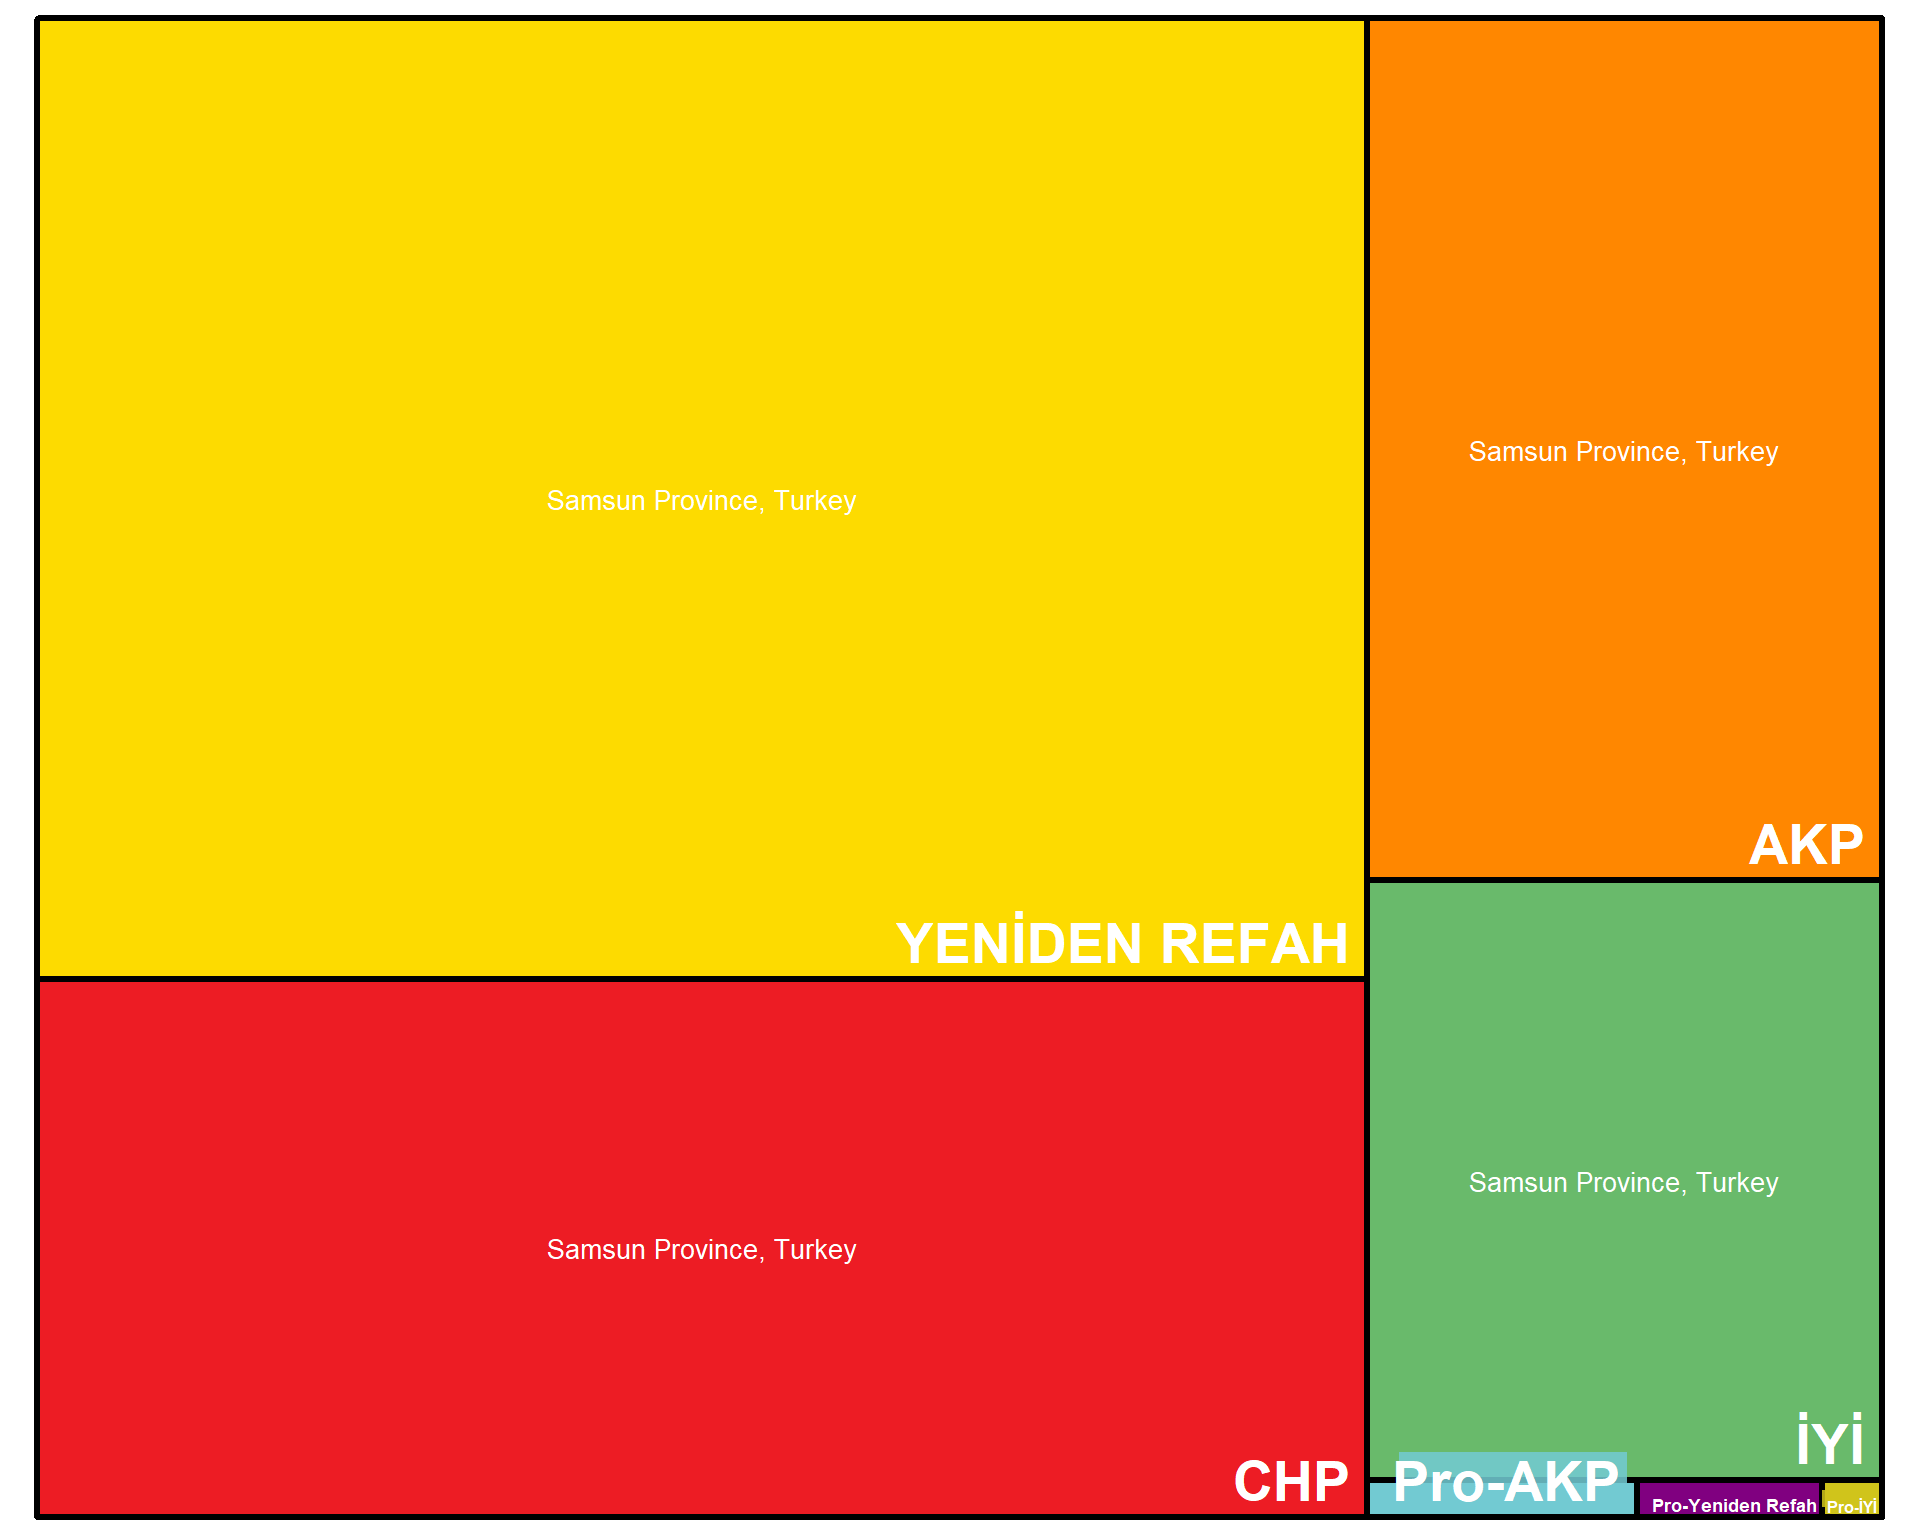 Samsun Province, Turkey
YENİDEN REFAH
Samsun Province, Turkey
CHP
Samsun Province, Turkey
AKP
Samsun Province, Turkey
İYİ
Pro-AKP
Pro-Yeniden Refah
Pro-İYİ